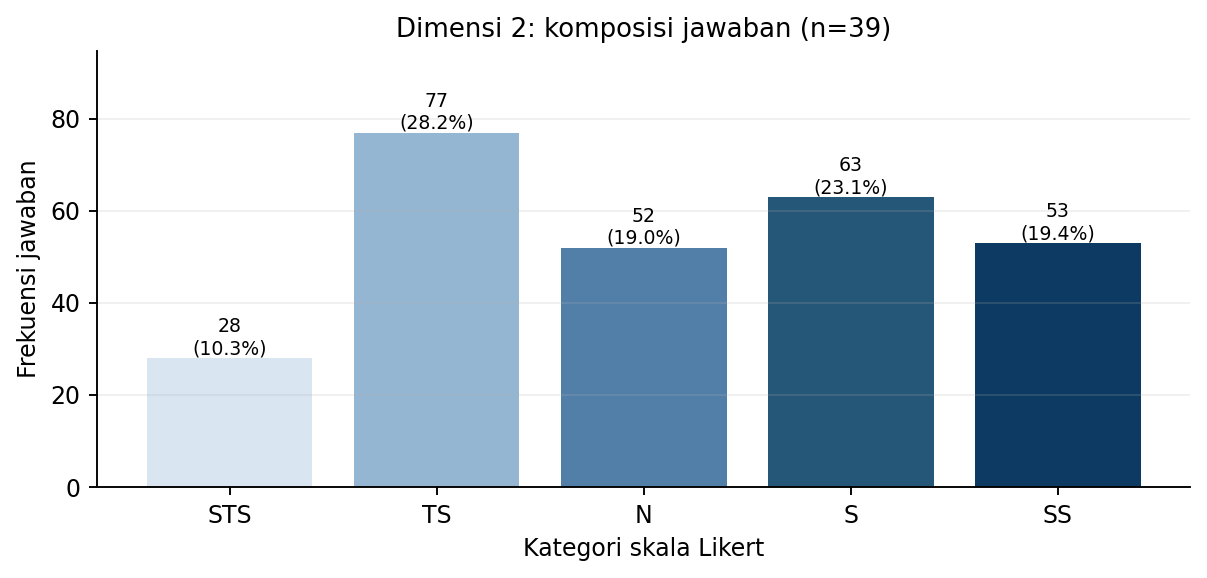 Dimensi 2: komposisi jawaban (n=39)
Frekuensi jawaban
80
60
40
20
0
28
(10.3%)
77
(28.2%)
52
(19.0%)
63
(23.1%)
53
(19.4%)
STS
TS
N
S
SS
Kategori skala Likert